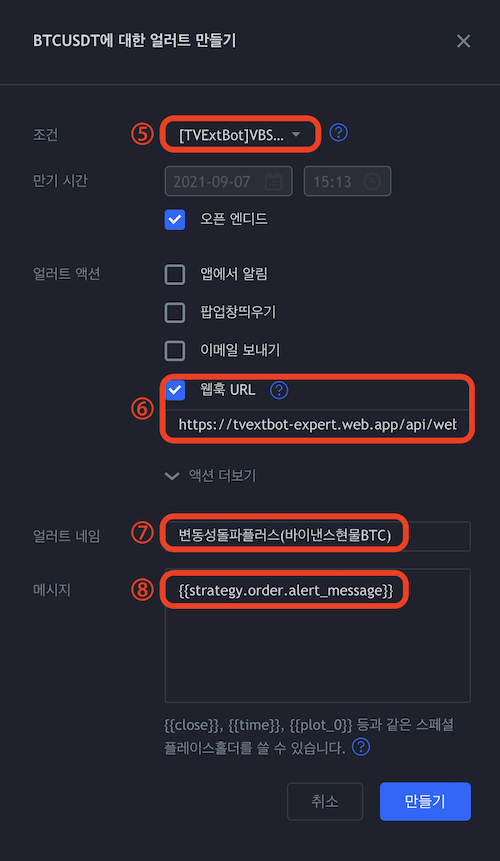 BTCUSDT에 대한 얼러트 만들기
조건 ⑤ [TVExtBot]VBS...
만기 시간 2021-09-07 15:13
오픈 엔디드
얼러트 액션 앱에서 알림
팝업창띄우기
이메일 보내기
웹훅 URL
⑥ https://tvextbot-expert.web.app/api/web
액션 더보기
얼러트 네임 ⑦ 변동성돌파플러스(바이낸스현물BTC)
메시지 ⑧ {{strategy.order.alert_message}}
{{close}}, {{time}}, {{plot_0}} 등과 같은 스페셜
플레이스홀더를 쓸 수 있습니다.
취소 만들기